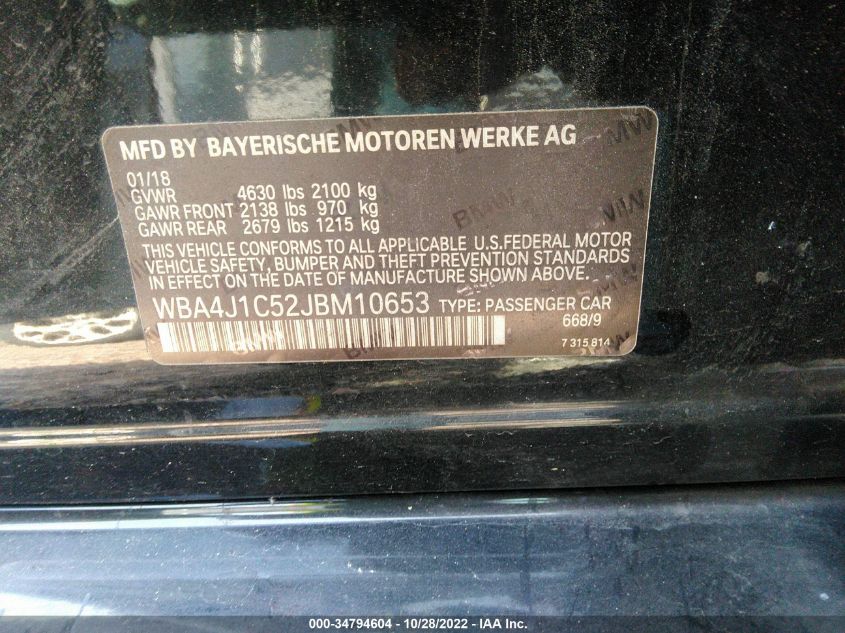 MFD BY BAYERISCHE MOTOREN WERKE AG
01/18
GVWR 4630 lbs 2100 kg
GAWR FRONT 2138 lbs 970 kg
GAWR REAR 2679 lbs 1215 kg
THIS VEHICLE CONFORMS TO ALL APPLICABLE U.S.FEDERAL MOTOR
VEHICLE SAFETY, BUMPER AND THEFT PREVENTION STANDARDS
IN EFFECT ON THE DATE OF MANUFACTURE SHOWN ABOVE.
WBA4J1C52JBM10653 TYPE: PASSENGER CAR
668/9
7 315 814
000-34794604 - 10/28/2022 - IAA Inc.